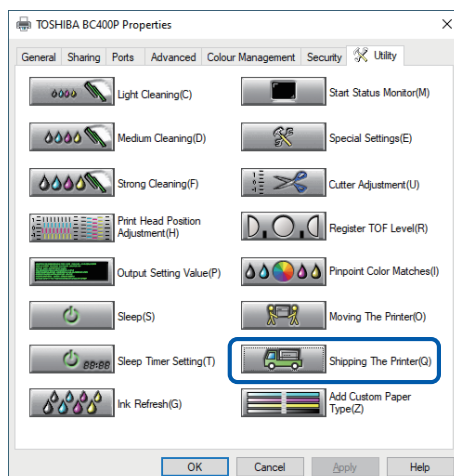 TOSHIBA BC400P Properties
General Sharing Ports Advanced Colour Management Security Utility
Light Cleaning(C)
Start Status Monitor(M)
Medium Cleaning(D)
Special Settings(E)
Strong Cleaning(F)
Cutter Adjustment(U)
Print Head Position
Adjustment(H)
D.O.D
Register TOF Level(R)
Output Setting Value(P)
Pinpoint Color Matches(I)
Sleep(S)
Moving The Printer(O)
88:88
Sleep Timer Setting(T)
Shipping The Printer(Q)
Ink Refresh(G)
Add Custom Paper
Type(Z)
OK Cancel Apply Help